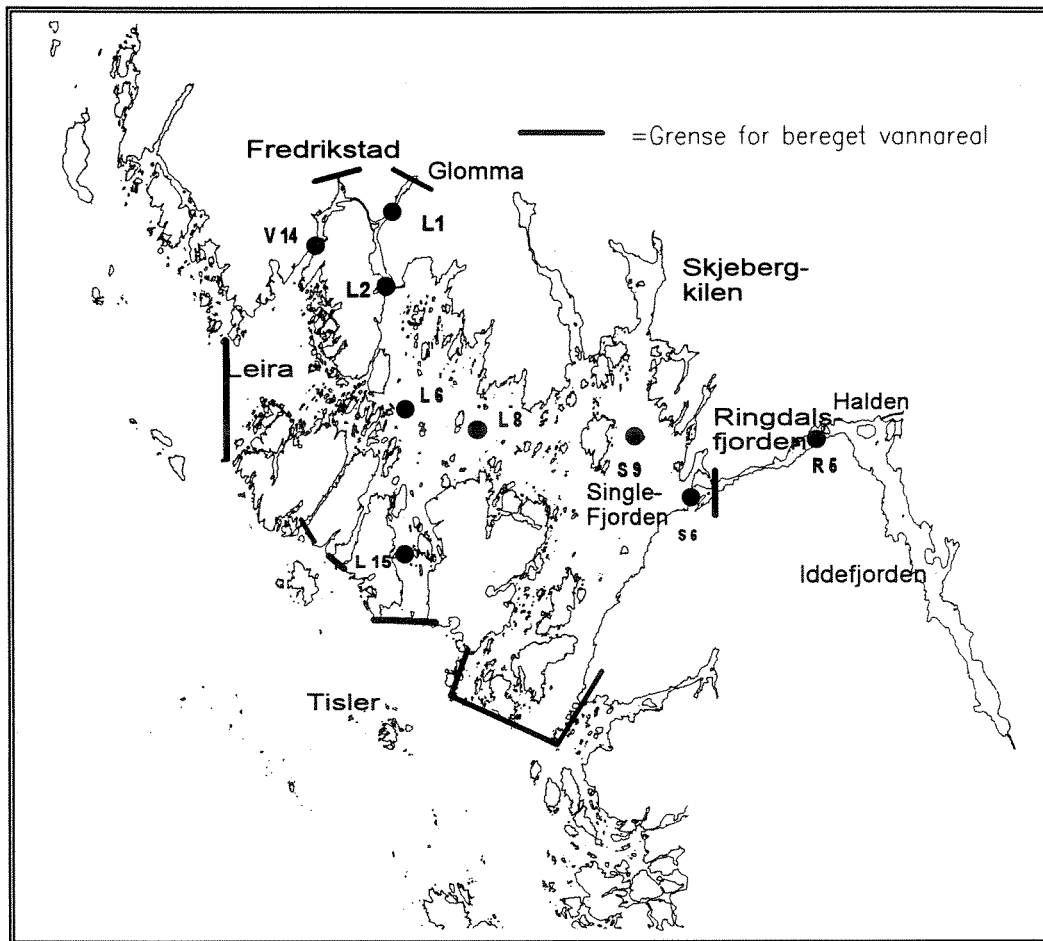 =Grense for bereget vannareal
Fredrikstad
Glomma
L1
V 14
L2
Skjeberg-
kilen
Leira
L 6
L 8
Halden
Ringdals-
fjorden
R 5
S 9
Single-
Fjorden
S 6
L 15
Iddefjorden
Tisler